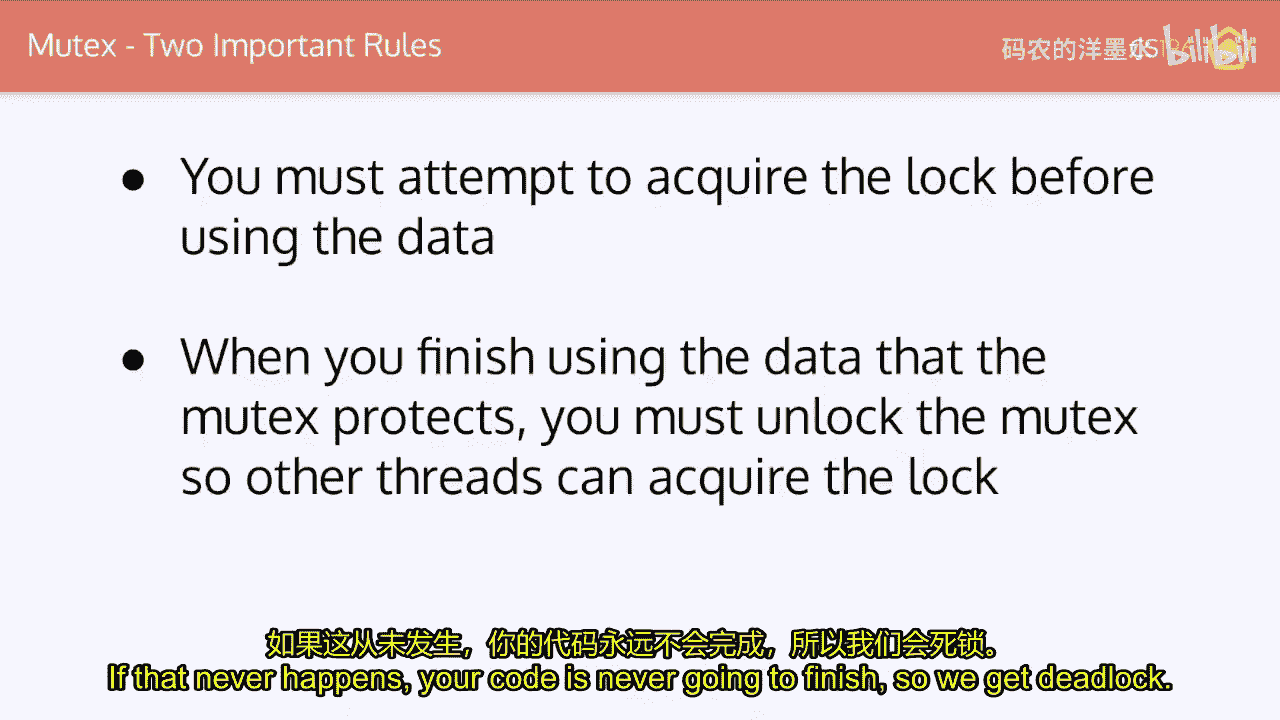 Mutex - Two Important Rules
码农的洋墨水
bilibili
● You must attempt to acquire the lock before
using the data
● When you finish using the data that the
mutex protects, you must unlock the mutex
so other threads can acquire the lock
如果这从未发生，你的代码永远不会完成，所以我们会死锁。
If that never happens, your code is never going to finish, so we get deadlock.